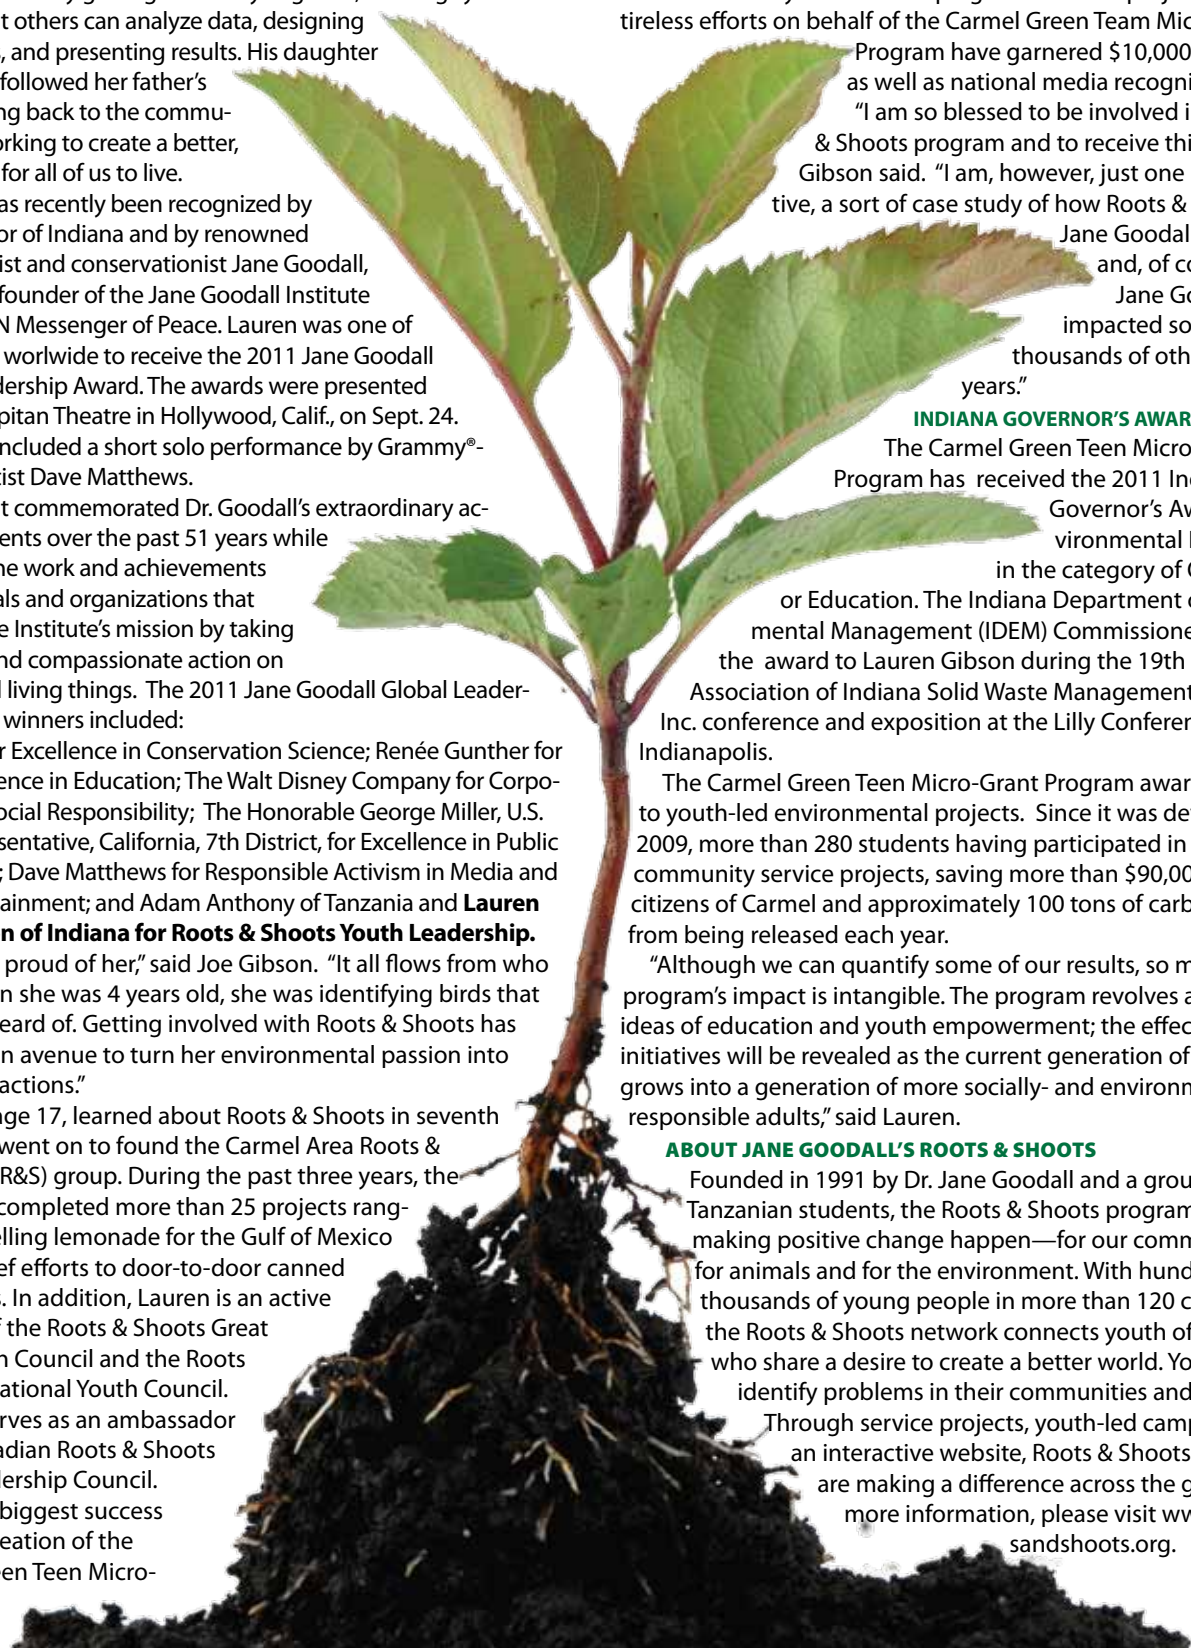 t others can analyze data, designing
, and presenting results. His daughter
followed her father’s
ng back to the commu-
orking to create a better,
for all of us to live.
as recently been recognized by
or of Indiana and by renowned
ist and conservationist Jane Goodall,
founder of the Jane Goodall Institute
N Messenger of Peace. Lauren was one of
worlwide to receive the 2011 Jane Goodall
dership Award. The awards were presented
pitan Theatre in Hollywood, Calif., on Sept. 24.
ncluded a short solo performance by Grammy®-
tist Dave Matthews.
t commemorated Dr. Goodall’s extraordinary ac-
ents over the past 51 years while
he work and achievements
als and organizations that
e Institute’s mission by taking
nd compassionate action on
l living things. The 2011 Jane Goodall Global Leader-
winners included:
r Excellence in Conservation Science; Renée Gunther for
ence in Education; The Walt Disney Company for Corpo-
ocial Responsibility; The Honorable George Miller, U.S.
sentative, California, 7th District, for Excellence in Public
; Dave Matthews for Responsible Activism in Media and
ainment; and Adam Anthony of Tanzania and Lauren
n of Indiana for Roots & Shoots Youth Leadership.
proud of her,” said Joe Gibson. “It all flows from who
n she was 4 years old, she was identifying birds that
eard of. Getting involved with Roots & Shoots has
n avenue to turn her environmental passion into
actions.”
age 17, learned about Roots & Shoots in seventh
went on to found the Carmel Area Roots &
R&S) group. During the past three years, the
completed more than 25 projects rang-
elling lemonade for the Gulf of Mexico
ef efforts to door-to-door canned
s. In addition, Lauren is an active
f the Roots & Shoots Great
n Council and the Roots
ational Youth Council.
rves as an ambassador
adian Roots & Shoots
dership Council.
biggest success
eation of the
en Teen Micro-
tireless efforts on behalf of the Carmel Green Team Mic
Program have garnered $10,000
as well as national media recogni
“I am so blessed to be involved i
& Shoots program and to receive thi
Gibson said. “I am, however, just one
tive, a sort of case study of how Roots &
Jane Goodal
and, of co
Jane Go
impacted so
thousands of oth
years.”
INDIANA GOVERNOR’S AWAR
The Carmel Green Teen Micro
Program has received the 2011 In
Governor’s Aw
vironmental
in the category of
or Education. The Indiana Department
mental Management (IDEM) Commissione
the award to Lauren Gibson during the 19th
Association of Indiana Solid Waste Management
Inc. conference and exposition at the Lilly Conferen
Indianapolis.
The Carmel Green Teen Micro-Grant Program awar
to youth-led environmental projects. Since it was de
2009, more than 280 students having participated in
community service projects, saving more than $90,00
citizens of Carmel and approximately 100 tons of carb
from being released each year.
“Although we can quantify some of our results, so m
program’s impact is intangible. The program revolves a
ideas of education and youth empowerment; the effec
initiatives will be revealed as the current generation of
grows into a generation of more socially- and environm
responsible adults,” said Lauren.
ABOUT JANE GOODALL’S ROOTS & SHOOTS
Founded in 1991 by Dr. Jane Goodall and a grou
Tanzanian students, the Roots & Shoots program
making positive change happen—for our comm
for animals and for the environment. With hund
thousands of young people in more than 120 c
the Roots & Shoots network connects youth of
who share a desire to create a better world. Yo
identify problems in their communities and
Through service projects, youth-led camp
an interactive website, Roots & Shoots
are making a difference across the g
more information, please visit ww
sandshoots.org.